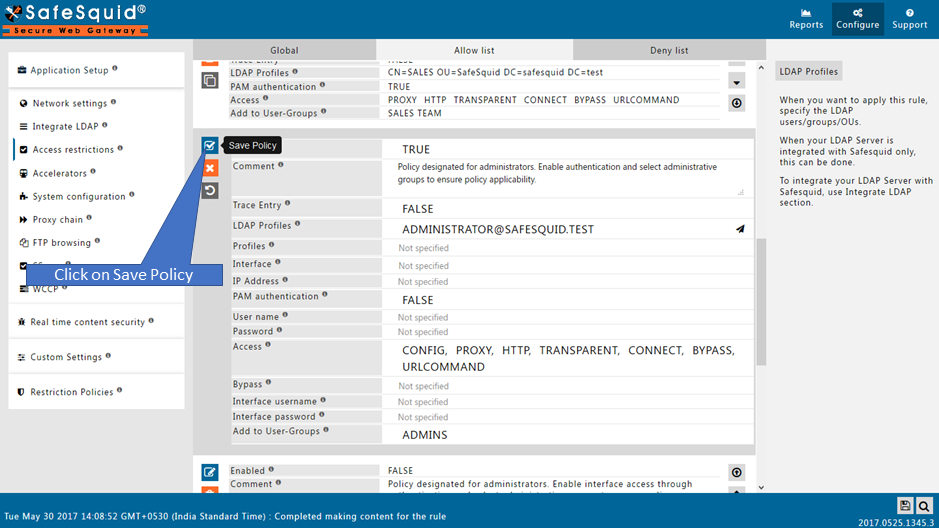 SafeSquid®
Secure Web Gateway
Reports
Configure
Support
Application Setup
Network settings
Integrate LDAP
Access restrictions
Accelerators
System configuration
Proxy chain
FTP browsing
WCCP
Real time content security
Custom Settings
Restriction Policies
Click on Save Policy
Global
Allow list
Deny list
Trace Entry FALSE
LDAP Profiles CN=SALES OU=SafeSquid DC=safesquid DC=test
PAM authentication TRUE
Access PROXY HTTP TRANSPARENT CONNECT BYPASS URLCOMMAND
Add to User-Groups SALES TEAM
Save Policy
TRUE
Comment Policy designated for administrators. Enable authentication and select administrative
groups to ensure policy applicability.
Trace Entry FALSE
LDAP Profiles ADMINISTRATOR@SAFESQUID.TEST
Profiles Not specified
Interface Not specified
IP Address Not specified
PAM authentication FALSE
User name Not specified
Password Not specified
Access CONFIG, PROXY, HTTP, TRANSPARENT, CONNECT, BYPASS,
URLCOMMAND
Bypass Not specified
Interface username Not specified
Interface password Not specified
Add to User-Groups ADMINS
Enabled FALSE
Comment Policy designated for administrators. Enable interface access through
LDAP Profiles
When you want to apply this rule,
specify the LDAP
users/groups/OUs.
When your LDAP Server is
integrated with Safesquid only,
this can be done.
To integrate your LDAP Server with
Safesquid, use Integrate LDAP
section.
Tue May 30 2017 14:08:52 GMT+0530 (India Standard Time) : Completed making content for the rule
2017.0525.1345.3